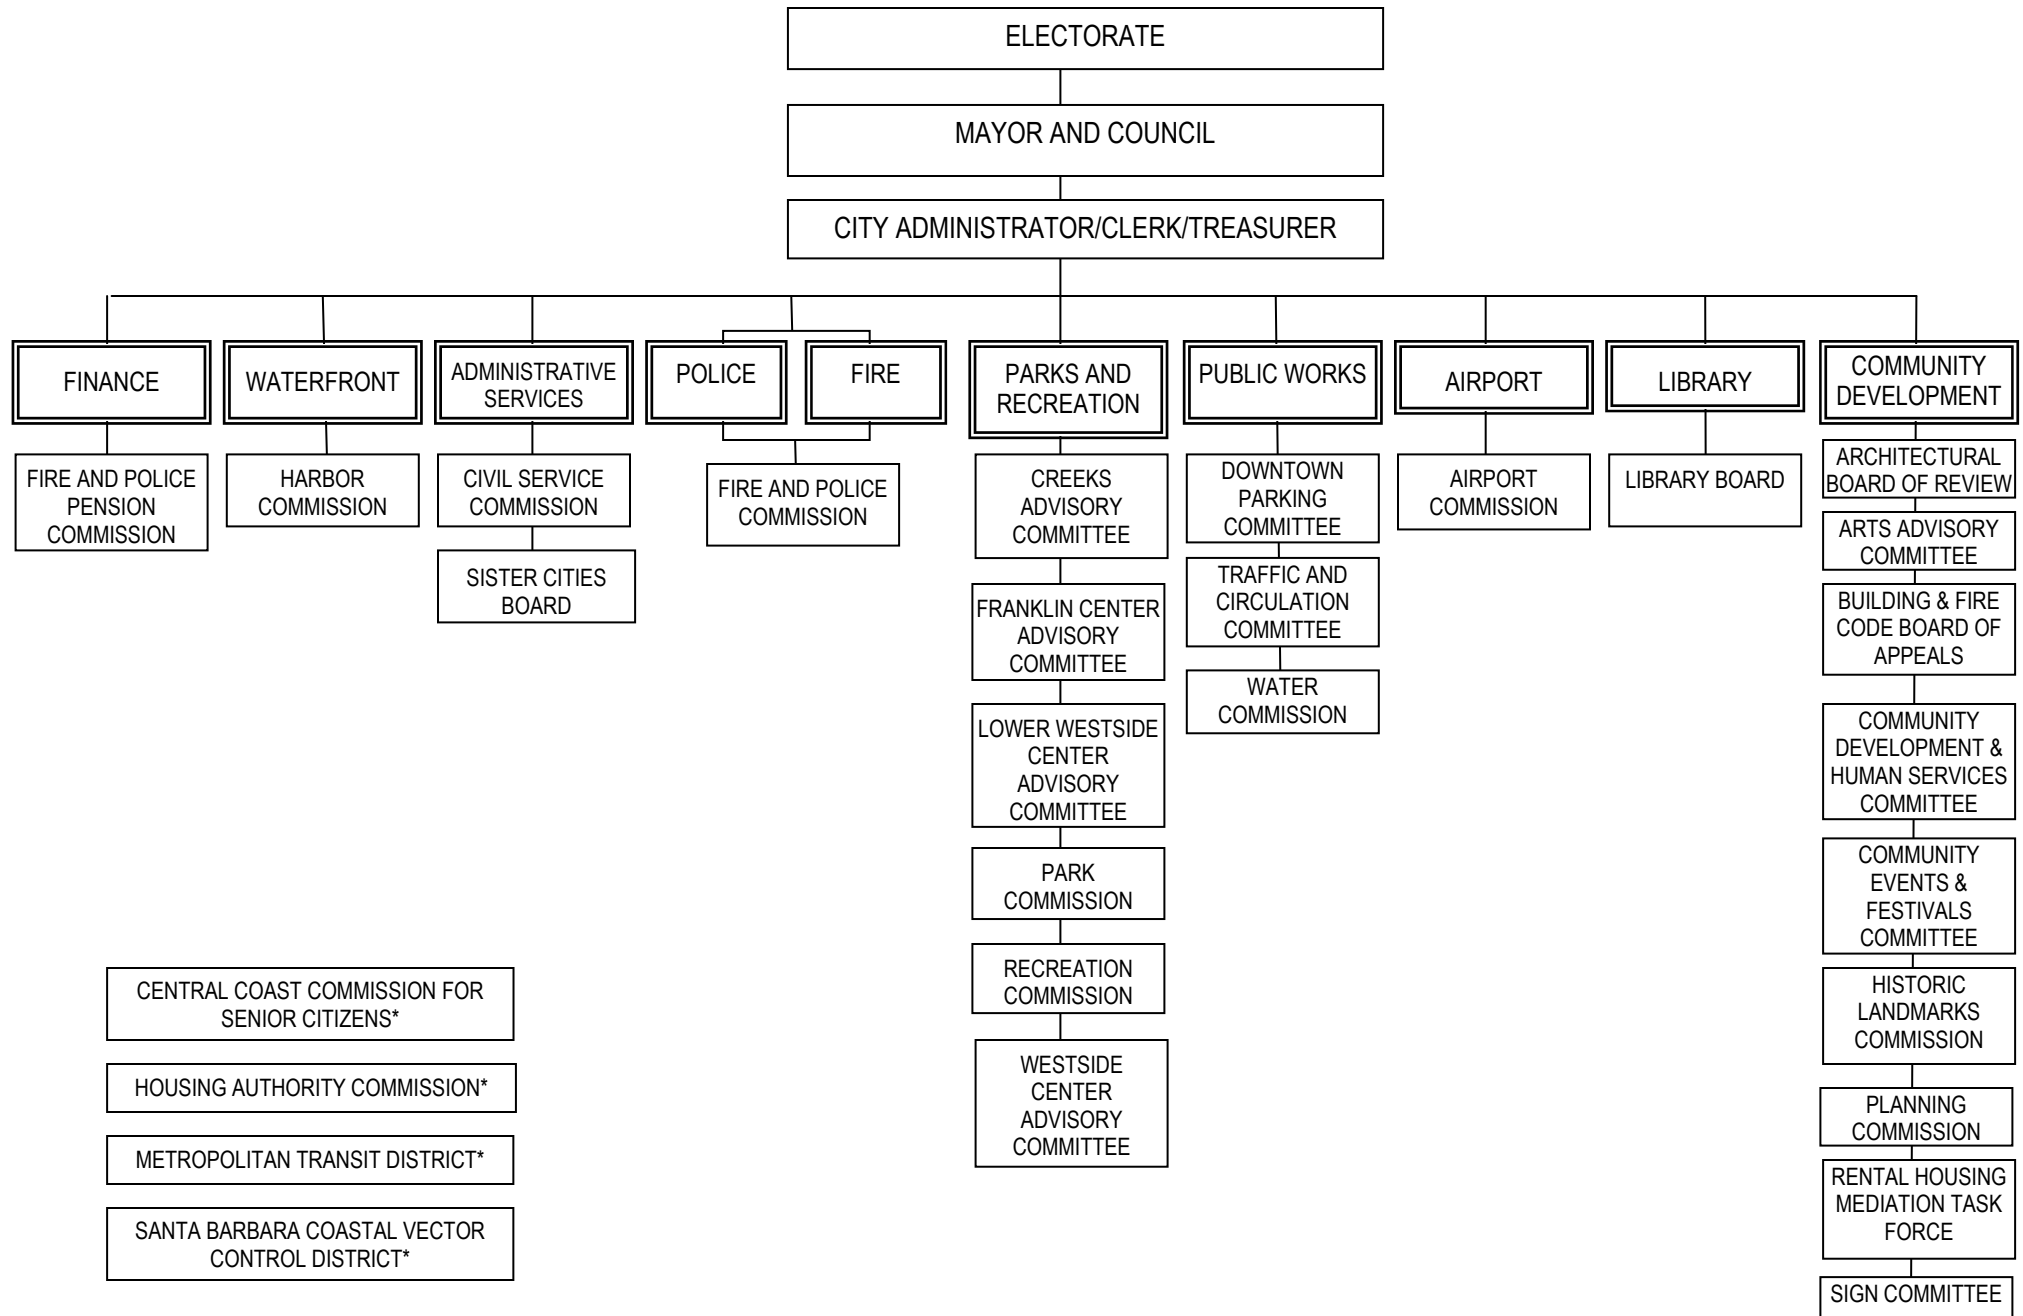 ELECTORATE
MAYOR AND COUNCIL
CITY ADMINISTRATOR/CLERK/TREASURER
FINANCE
WATERFRONT
ADMINISTRATIVE
SERVICES
POLICE
FIRE
PARKS AND
RECREATION
PUBLIC WORKS
AIRPORT
LIBRARY
COMMUNITY
DEVELOPMENT
FIRE AND POLICE
PENSION
COMMISSION
HARBOR
COMMISSION
CIVIL SERVICE
COMMISSION
SISTER CITIES
BOARD
FIRE AND POLICE
COMMISSION
CREEKS
ADVISORY
COMMITTEE
FRANKLIN CENTER
ADVISORY
COMMITTEE
LOWER WESTSIDE
CENTER
ADVISORY
COMMITTEE
PARK
COMMISSION
RECREATION
COMMISSION
WESTSIDE
CENTER
ADVISORY
COMMITTEE
DOWNTOWN
PARKING
COMMITTEE
TRAFFIC AND
CIRCULATION
COMMITTEE
WATER
COMMISSION
AIRPORT
COMMISSION
LIBRARY BOARD
ARCHITECTURAL
BOARD OF REVIEW
ARTS ADVISORY
COMMITTEE
BUILDING & FIRE
CODE BOARD OF
APPEALS
COMMUNITY
DEVELOPMENT &
HUMAN SERVICES
COMMITTEE
COMMUNITY
EVENTS &
FESTIVALS
COMMITTEE
HISTORIC
LANDMARKS
COMMISSION
PLANNING
COMMISSION
RENTAL HOUSING
MEDIATION TASK
FORCE
SIGN COMMITTEE
CENTRAL COAST COMMISSION FOR
SENIOR CITIZENS*
HOUSING AUTHORITY COMMISSION*
METROPOLITAN TRANSIT DISTRICT*
SANTA BARBARA COASTAL VECTOR
CONTROL DISTRICT*